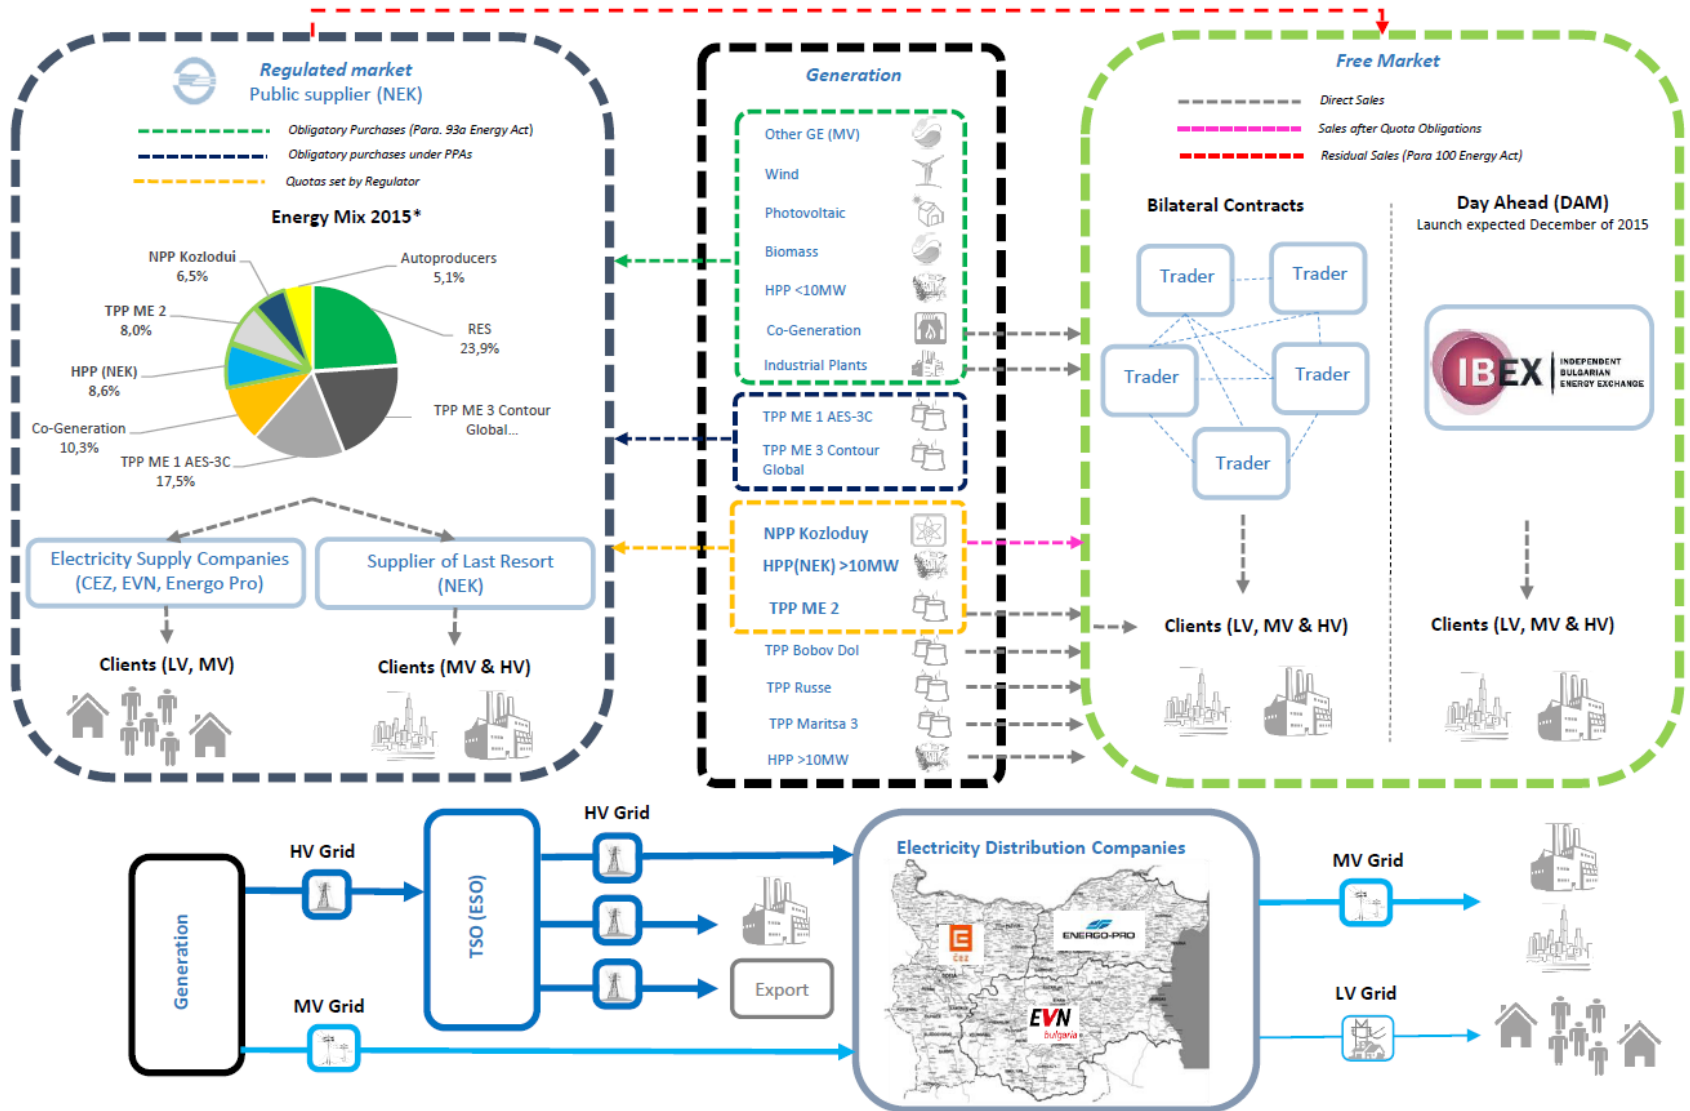 Regulated market
Public supplier (NEK)
Obligatory Purchases (Para. 93a Energy Act)
Obligatory purchases under PPAs
Quotas set by Regulator
Energy Mix 2015*
NPP Kozlodui
6,5%
Autoproducers
5,1%
TPP ME 2
8,0%
RES
23,9%
HPP (NEK)
8,6%
TPP ME 3 Contour
Global...
Co-Generation
10,3%
TPP ME 1 AES-3C
17,5%
Electricity Supply Companies
(CEZ, EVN, Energo Pro)
Supplier of Last Resort
(NEK)
Clients (LV, MV)
Clients (MV & HV)
Generation
Other GE (MV)
Wind
Photovoltaic
Biomass
HPP <10MW
Co-Generation
Industrial Plants
TPP ME 1 AES-3C
TPP ME 3 Contour
Global
NPP Kozloduy
HPP(NEK) >10MW
TPP ME 2
TPP Bobov Dol
TPP Russe
TPP Maritsa 3
HPP >10MW
Free Market
Direct Sales
Sales after Quota Obligations
Residual Sales (Para 100 Energy Act)
Bilateral Contracts
Trader
Trader
Trader
Trader
Trader
Clients (LV, MV & HV)
Day Ahead (DAM)
Launch expected December of 2015
IBEX
INDEPENDENT
BULGARIAN
ENERGY EXCHANGE
Clients (LV, MV & HV)
Generation
HV Grid
MV Grid
TSO (ESO)
HV Grid
Export
Electricity Distribution Companies
CEZ
ENERGO-PRO
EVN
bulgaria
MV Grid
LV Grid